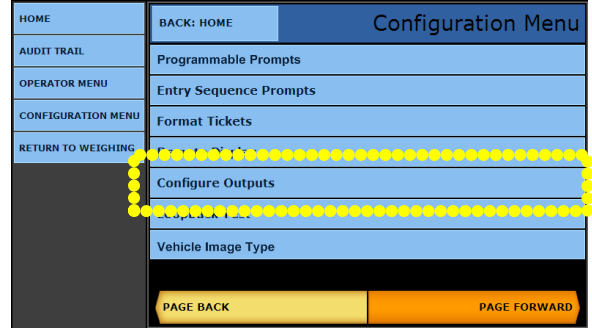 HOME
AUDIT TRAIL
OPERATOR MENU
CONFIGURATION MENU
RETURN TO WEIGHING
BACK: HOME
Configuration Menu
Programmable Prompts
Entry Sequence Prompts
Format Tickets
Configure Outputs
Vehicle Image Type
PAGE BACK
PAGE FORWARD